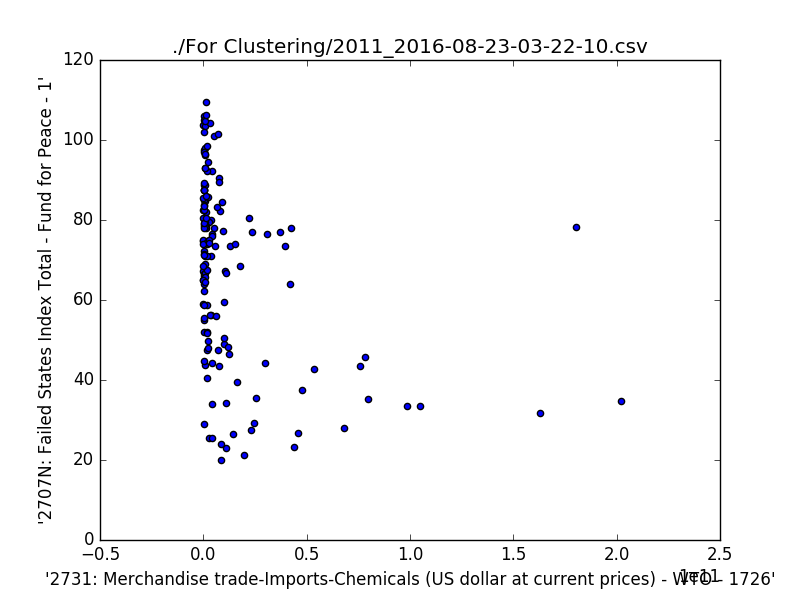 ./For Clustering/2011_2016-08-23-03-22-10.csv
'2707N: Failed States Index Total - Fund for Peace - 1'
120
100
80
60
40
20
0
−0.5 0.0 0.5 1.0 1.5 2.0 2.5
1e11
'2731: Merchandise trade-Imports-Chemicals (US dollar at current prices) - WTO - 1726'